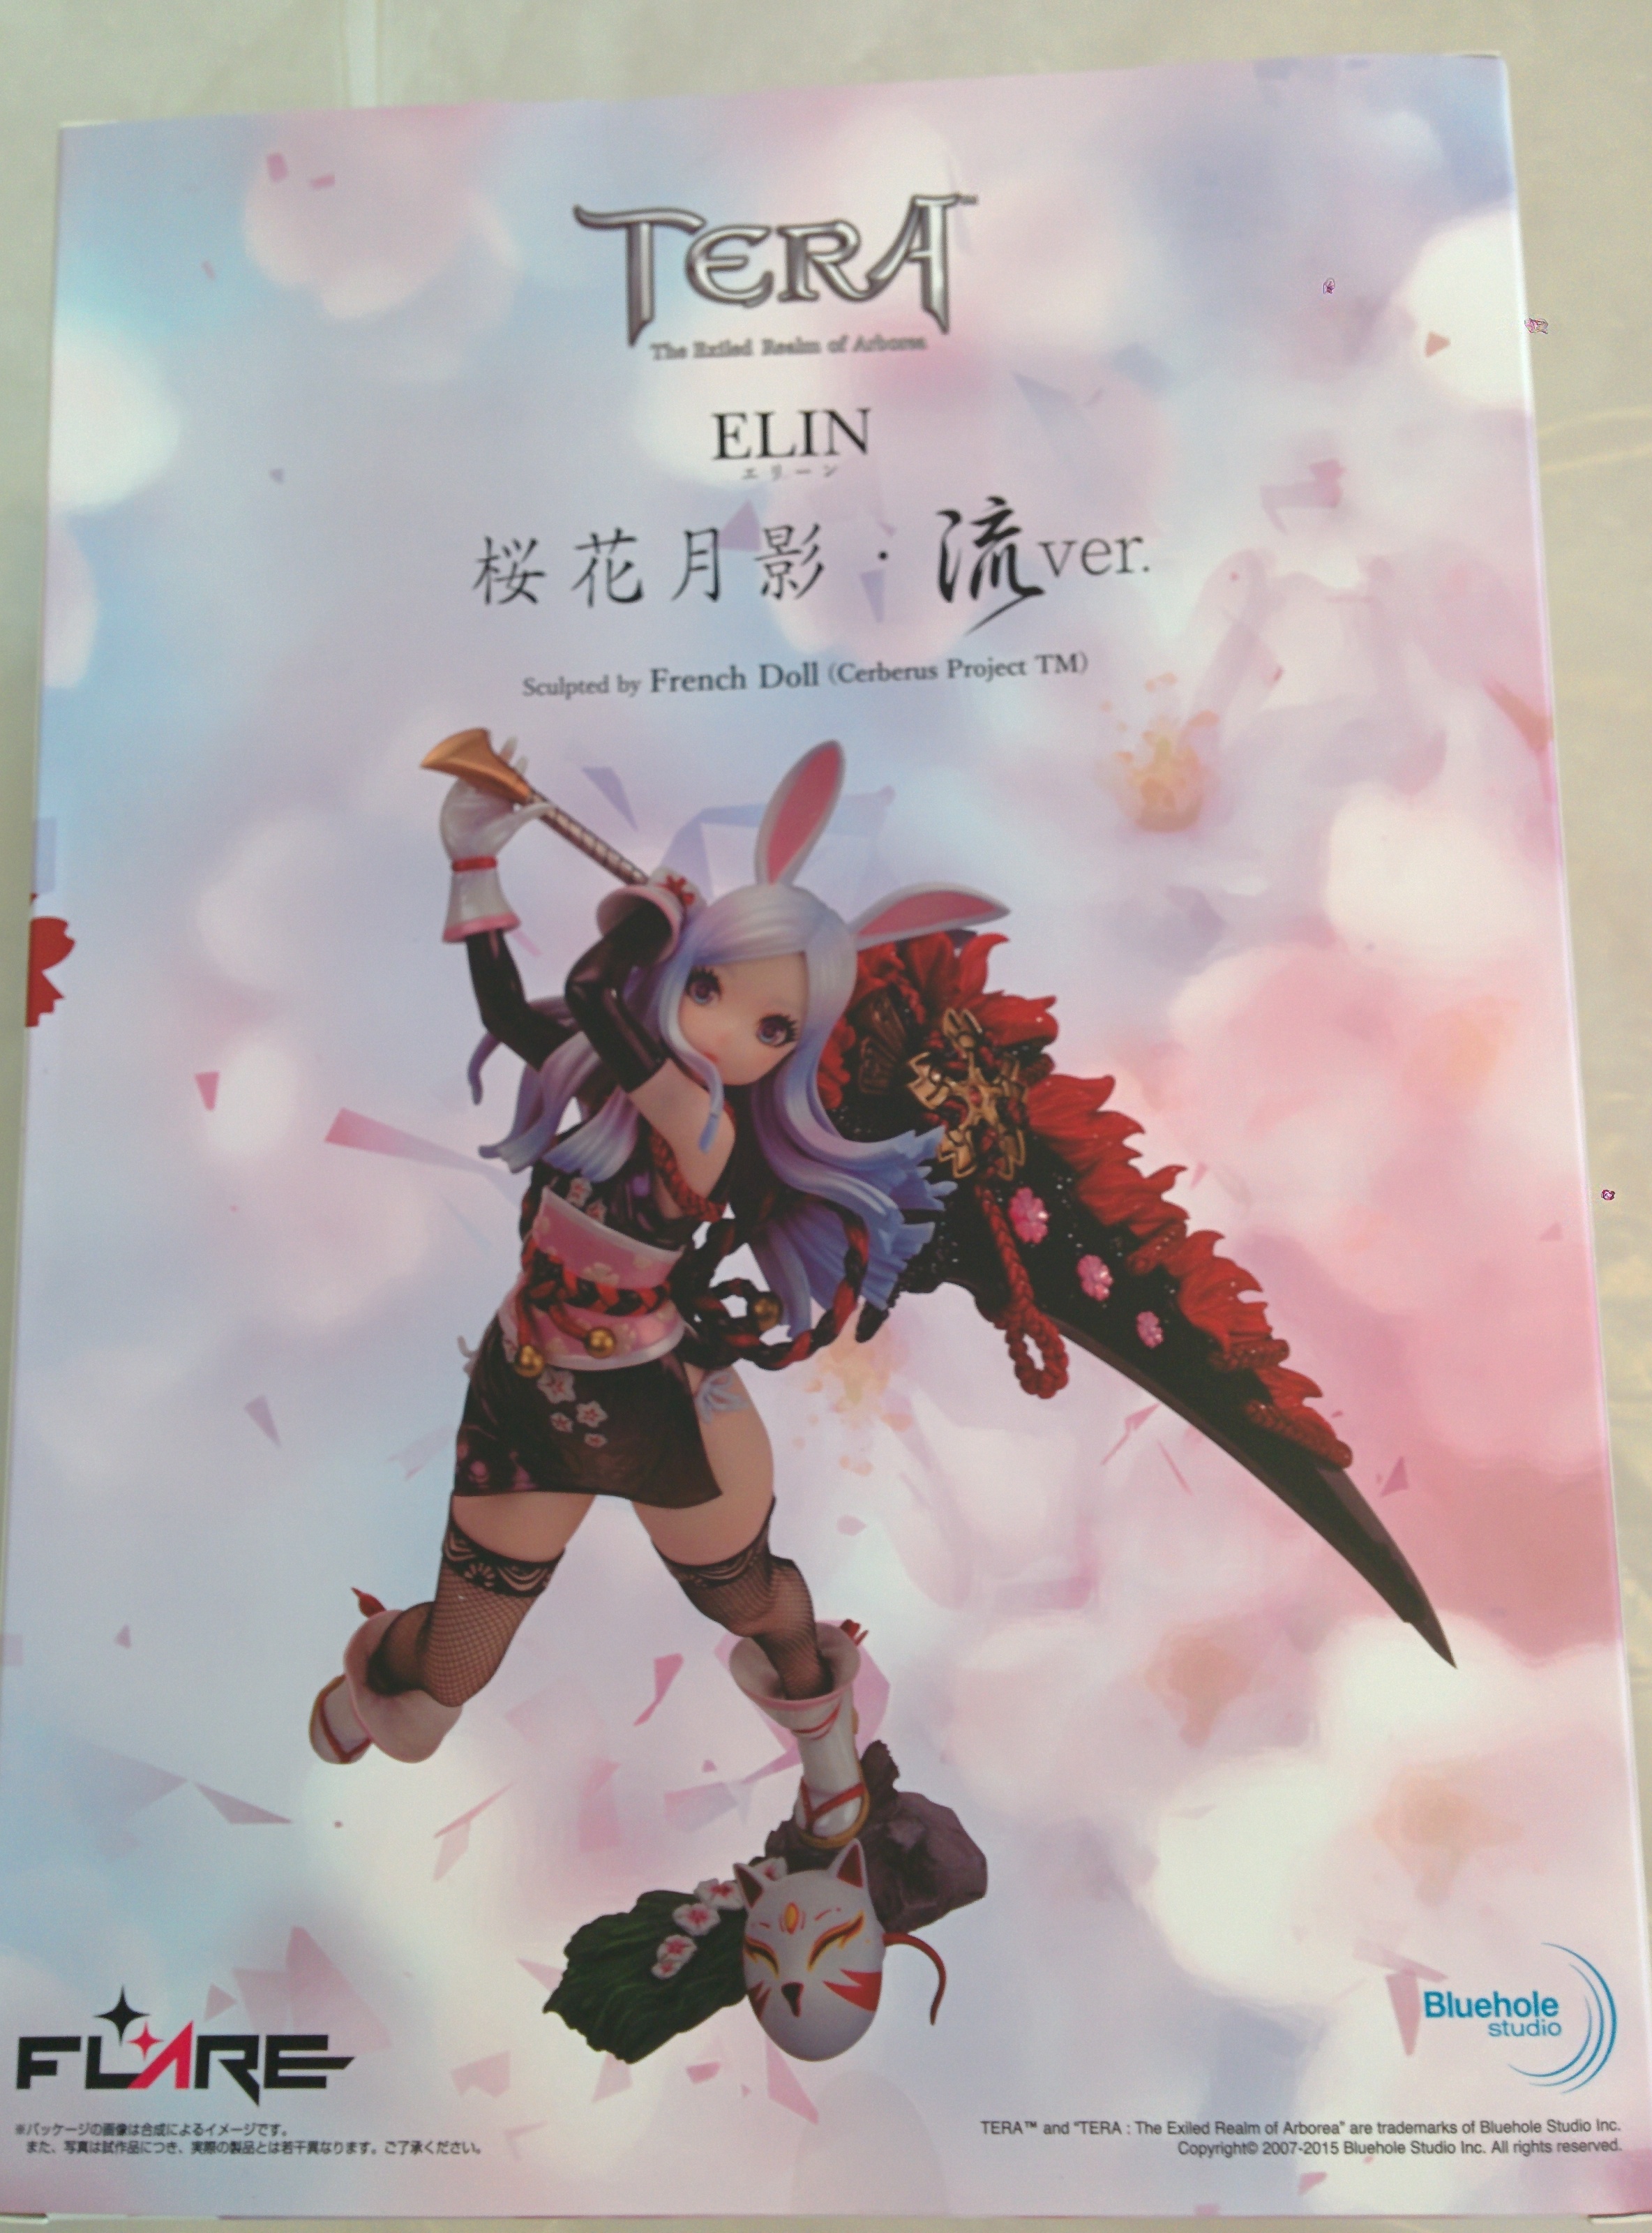 TERA™
The Exiled Realm of Arborea
ELIN
エリーン
桜花月影・流ver.
Sculpted by French Doll (Cerberus Project TM)
FLARE
Bluehole
studio
※パッケージの画像は合成によるイメージです。
また、写真は試作品につき、実際の製品とは若干異なります。ご了承ください。
TERA™ and "TERA : The Exiled Realm of Arborea" are trademarks of Bluehole Studio Inc.
Copyright© 2007-2015 Bluehole Studio Inc. All rights reserved.